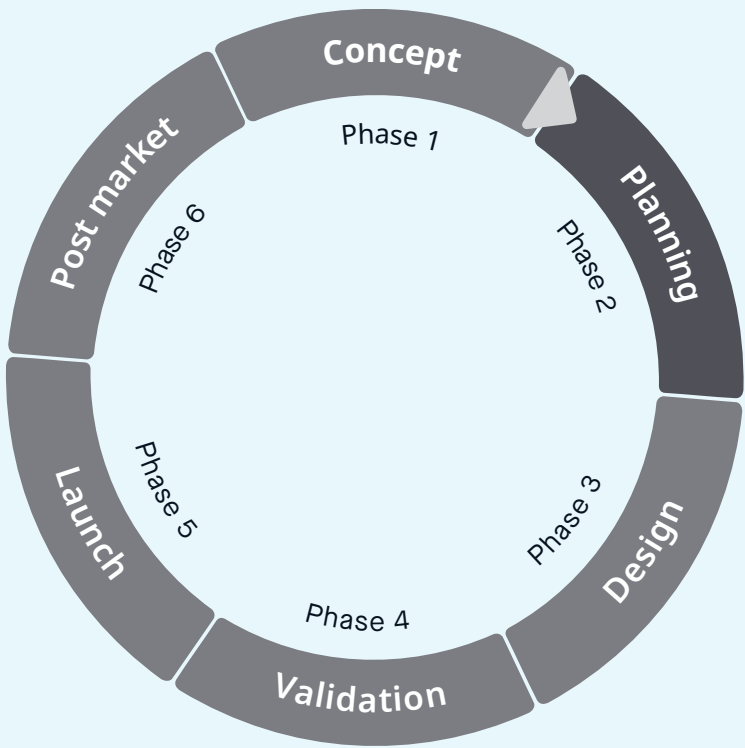 Concept
Phase 1
Planning
Phase 2
Design
Phase 3
Validation
Phase 4
Launch
Phase 5
Post market
Phase 6